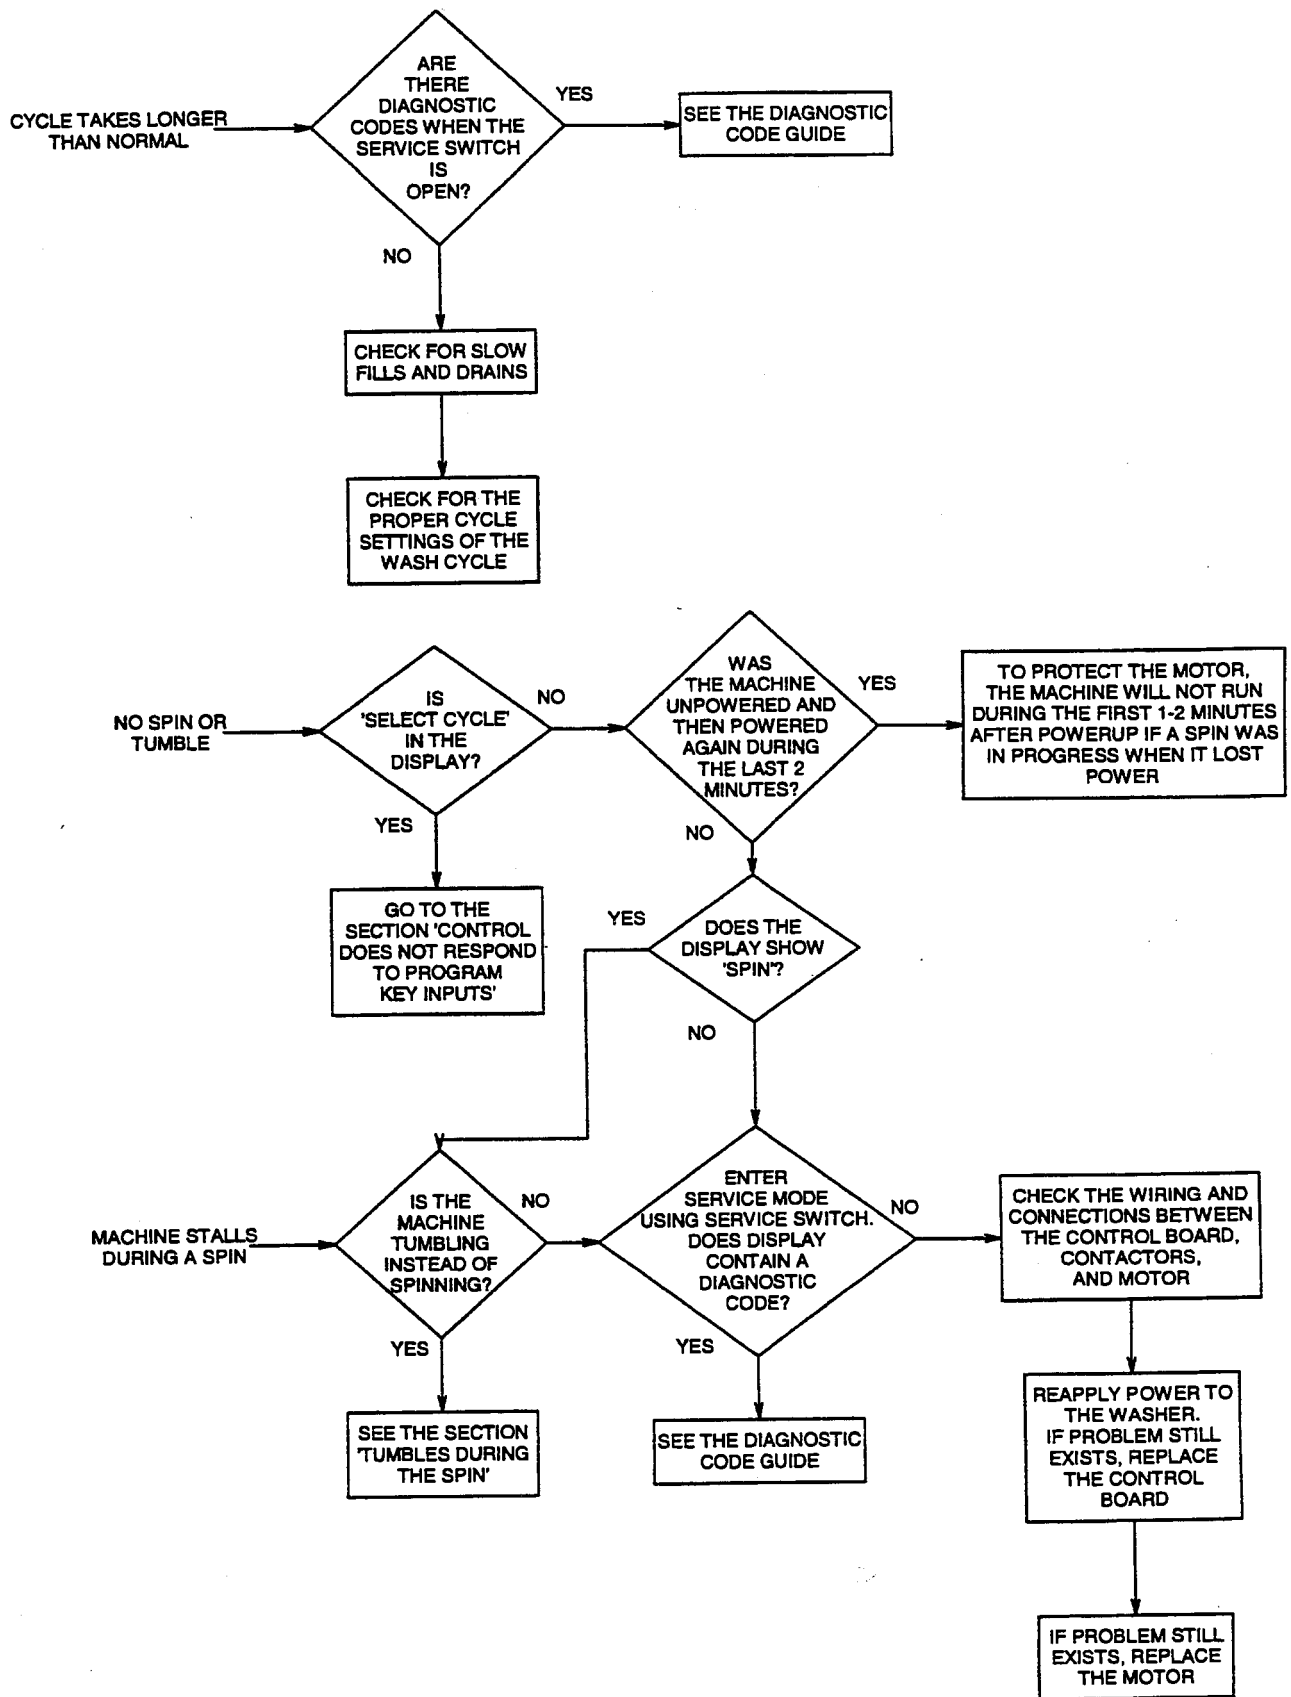 CYCLE TAKES LONGER
THAN NORMAL
ARE
THERE
DIAGNOSTIC
CODES WHEN THE
SERVICE SWITCH
IS
OPEN?
YES
SEE THE DIAGNOSTIC
CODE GUIDE
NO
CHECK FOR SLOW
FILLS AND DRAINS
CHECK FOR THE
PROPER CYCLE
SETTINGS OF THE
WASH CYCLE
NO SPIN OR
TUMBLE
IS
'SELECT CYCLE'
IN THE
DISPLAY?
NO
YES
GO TO THE
SECTION 'CONTROL
DOES NOT RESPOND
TO PROGRAM
KEY INPUTS'
WAS
THE MACHINE
UNPOWERED AND
THEN POWERED
AGAIN DURING
THE LAST 2
MINUTES?
YES
TO PROTECT THE MOTOR,
THE MACHINE WILL NOT RUN
DURING THE FIRST 1-2 MINUTES
AFTER POWERUP IF A SPIN WAS
IN PROGRESS WHEN IT LOST
POWER
NO
DOES THE
DISPLAY SHOW
'SPIN'?
YES
NO
MACHINE STALLS
DURING A SPIN
IS THE
MACHINE
TUMBLING
INSTEAD OF
SPINNING?
NO
YES
SEE THE SECTION
'TUMBLES DURING
THE SPIN'
ENTER
SERVICE MODE
USING SERVICE SWITCH.
DOES DISPLAY
CONTAIN A
DIAGNOSTIC
CODE?
NO
YES
SEE THE DIAGNOSTIC
CODE GUIDE
CHECK THE WIRING AND
CONNECTIONS BETWEEN
THE CONTROL BOARD,
CONTACTORS,
AND MOTOR
REAPPLY POWER TO
THE WASHER.
IF PROBLEM STILL
EXISTS, REPLACE
THE CONTROL
BOARD
IF PROBLEM STILL
EXISTS, REPLACE
THE MOTOR